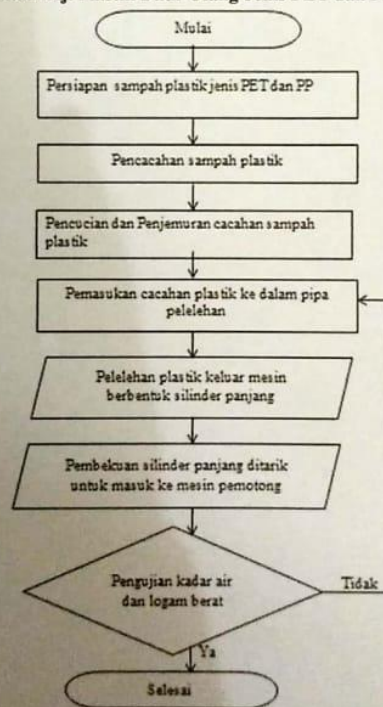 Mulai
Persiapan sampah plastik jenis PET dan PP
Pencacahan sampah plastik
Pencucian dan Penjemuran cacahan sampah
plastik
Pemasukan cacahan plastik ke dalam pipa
pelelehan
Pelelehan plastik keluar mesin
berbentuk silinder panjang
Pembekuan silinder panjang ditarik
untuk masuk ke mesin pemotong
Pengujian kadar air
dan logam berat
Tidak
Ya
Selesai